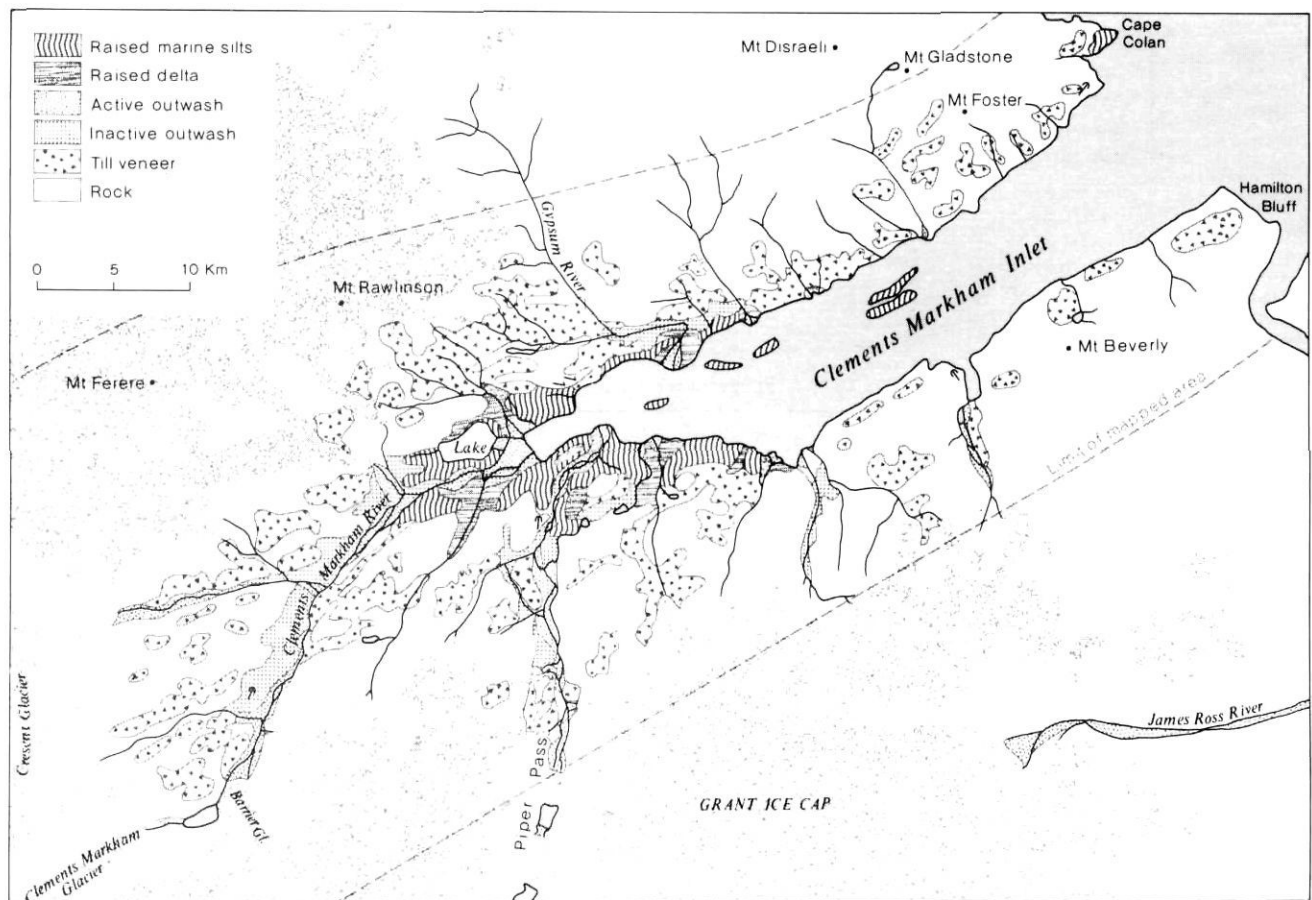 Raised marine silts
Raised delta
Active outwash
Inactive outwash
Till veneer
Rock
0 5 10 Km
Mt Disraeli
Cape
Colan
Mt Gladstone
Mt Foster
Hamilton
Bluff
Gypsum River
Mt Rawlinson
Clements Markham Inlet
Mt Beverly
Mt Ferere
Limit of mapped area
Lake
Clements Markham River
Crescent Glacier
James Ross River
Piper Pass
GRANT ICE CAP
Barrier Gl.
Clements Markham
Glacier